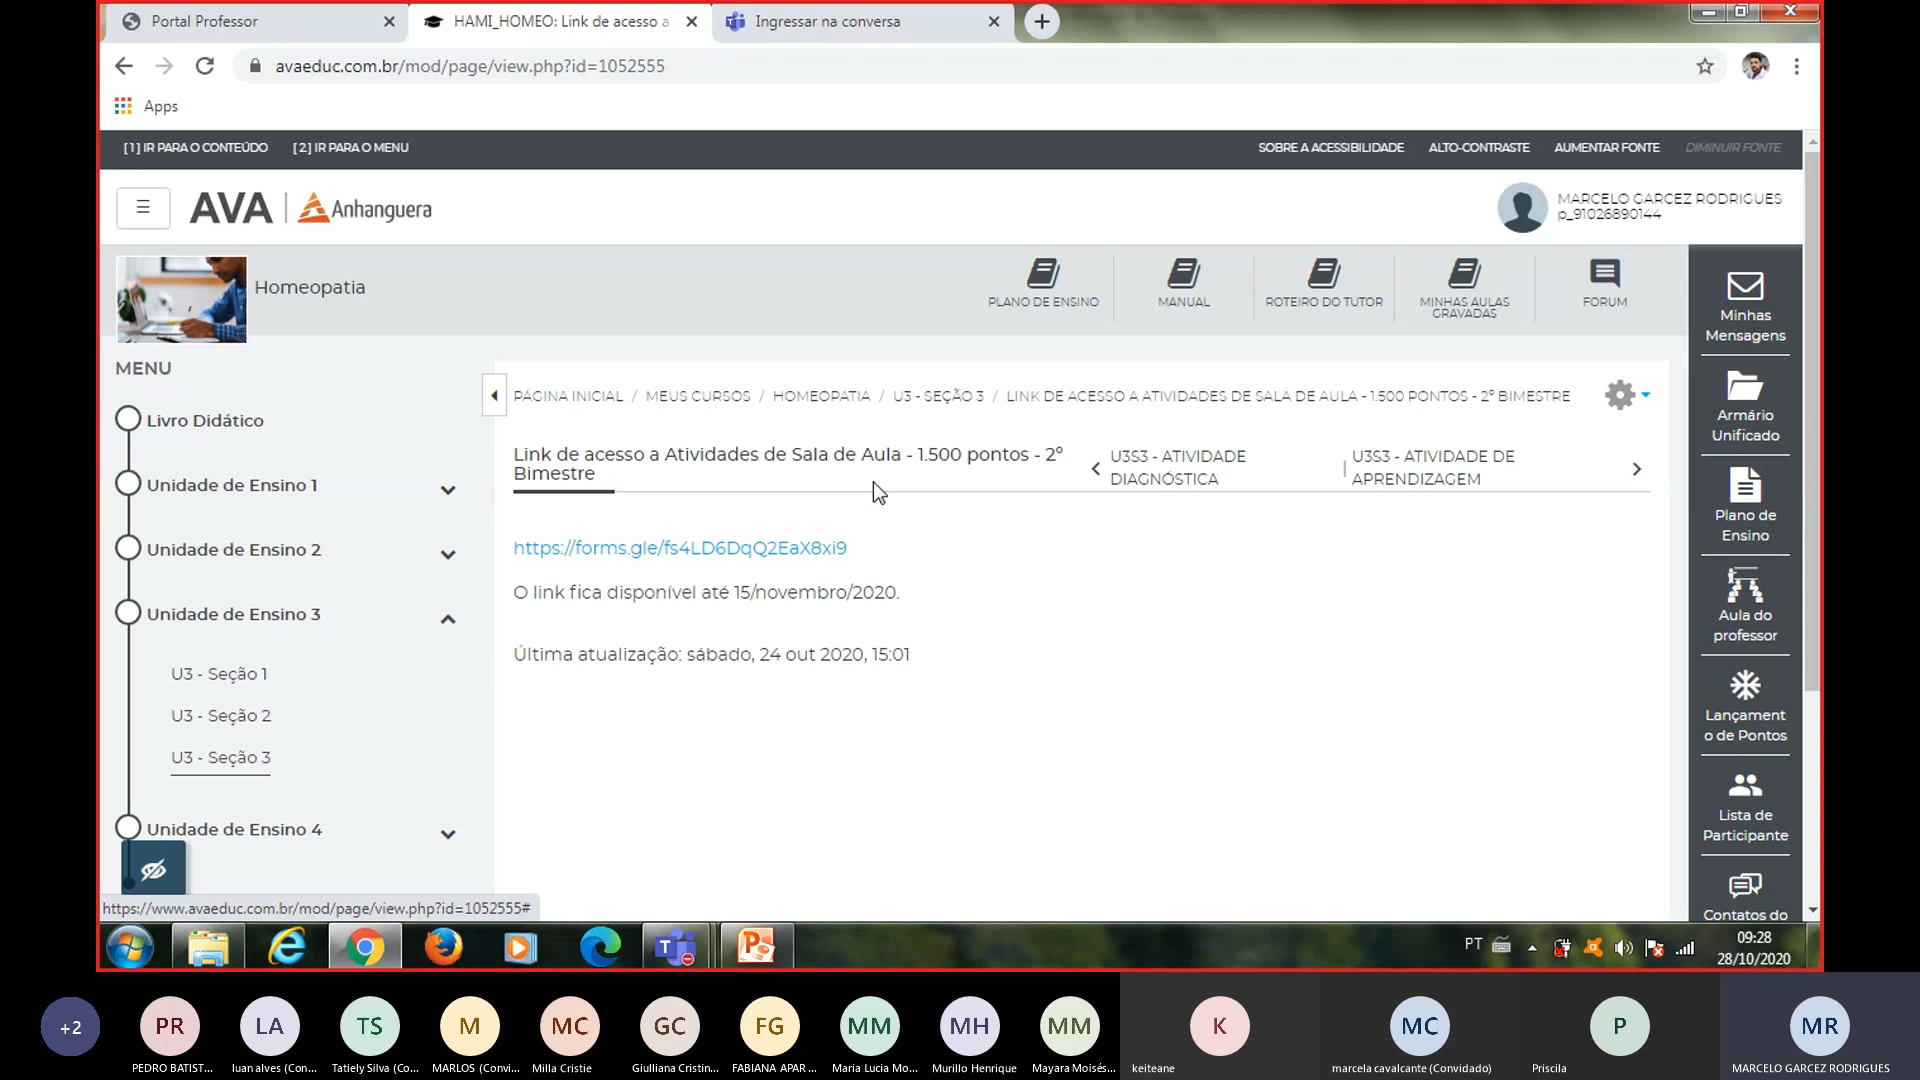 Portal Professor
HAMI_HOMEO: Link de acesso a
Ingressar na conversa
avaeduc.com.br/mod/page/view.php?id=1052555
Apps
[1] IR PARA O CONTEÚDO
[2] IR PARA O MENU
SOBRE A ACESSIBILIDADE
ALTO-CONTRASTE
AUMENTAR FONTE
DIMINUIR FONTE
AVA
Anhanguera
MARCELO GARCEZ RODRIGUES
p_91026890144
Homeopatia
PLANO DE ENSINO
MANUAL
ROTEIRO DO TUTOR
MINHAS AULAS
GRAVADAS
FORUM
MENU
Livro Didático
Unidade de Ensino 1
Unidade de Ensino 2
Unidade de Ensino 3
U3 - Seção 1
U3 - Seção 2
U3 - Seção 3
Unidade de Ensino 4
PÁGINA INICIAL / MEUS CURSOS / HOMEOPATIA / U3 - SEÇÃO 3 / LINK DE ACESSO A ATIVIDADES DE SALA DE AULA - 1.500 PONTOS - 2º BIMESTRE
Link de acesso a Atividades de Sala de Aula - 1.500 pontos - 2º
Bimestre
U3S3 - ATIVIDADE
DIAGNÓSTICA
U3S3 - ATIVIDADE DE
APRENDIZAGEM
https://forms.gle/fs4LD6DqQ2EaX8xi9
O link fica disponível até 15/novembro/2020.
Última atualização: sábado, 24 out 2020, 15:01
Minhas
Mensagens
Armário
Unificado
Plano de
Ensino
Aula do
professor
Lançament
o de Pontos
Lista de
Participante
Contatos do
https://www.avaeduc.com.br/mod/page/view.php?id=1052555#
PT
09:28
28/10/2020
+2
PR
LA
TS
M
MC
GC
FG
MM
MH
MM
K
MC
P
MR
PEDRO BATIST...
luan alves (Con...
Tatiely Silva (Co...
MARLOS (Convi...
Milla Cristie
Giulliana Cristin...
FABIANA APAR ...
Maria Lucia Mo...
Murillo Henrique
Mayara Moisés...
keiteane
marcela cavalcante (Convidado)
Priscila
MARCELO GARCEZ RODRIGUES